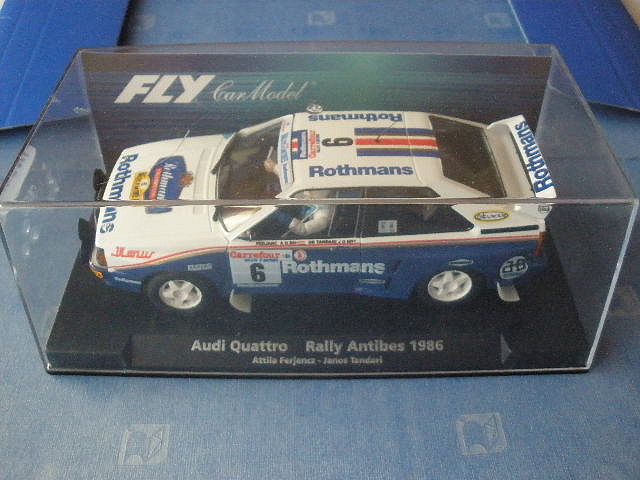 FLY Car Model
Rothmans
6
Rothmans
Rothmans
Rothmans
Rothmans
Carrefour
6
Rothmans
Audi Quattro Rally Antibes 1986
Attila Ferjancz - Janos Tandari